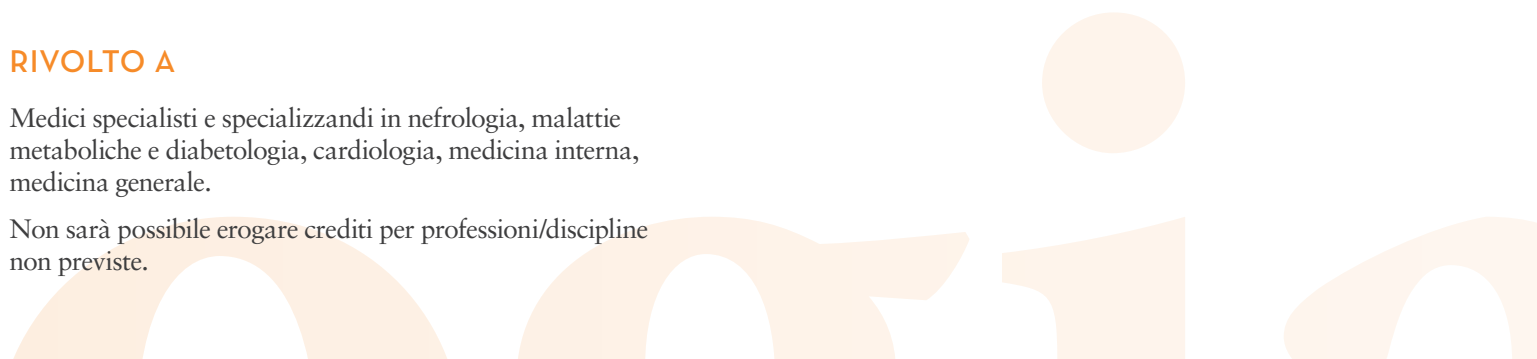 RIVOLTO A
Medici specialisti e specializzandi in nefrologia, malattie
metaboliche e diabetologia, cardiologia, medicina interna,
medicina generale.
Non sarà possibile erogare crediti per professioni/discipline
non previste.
ogia